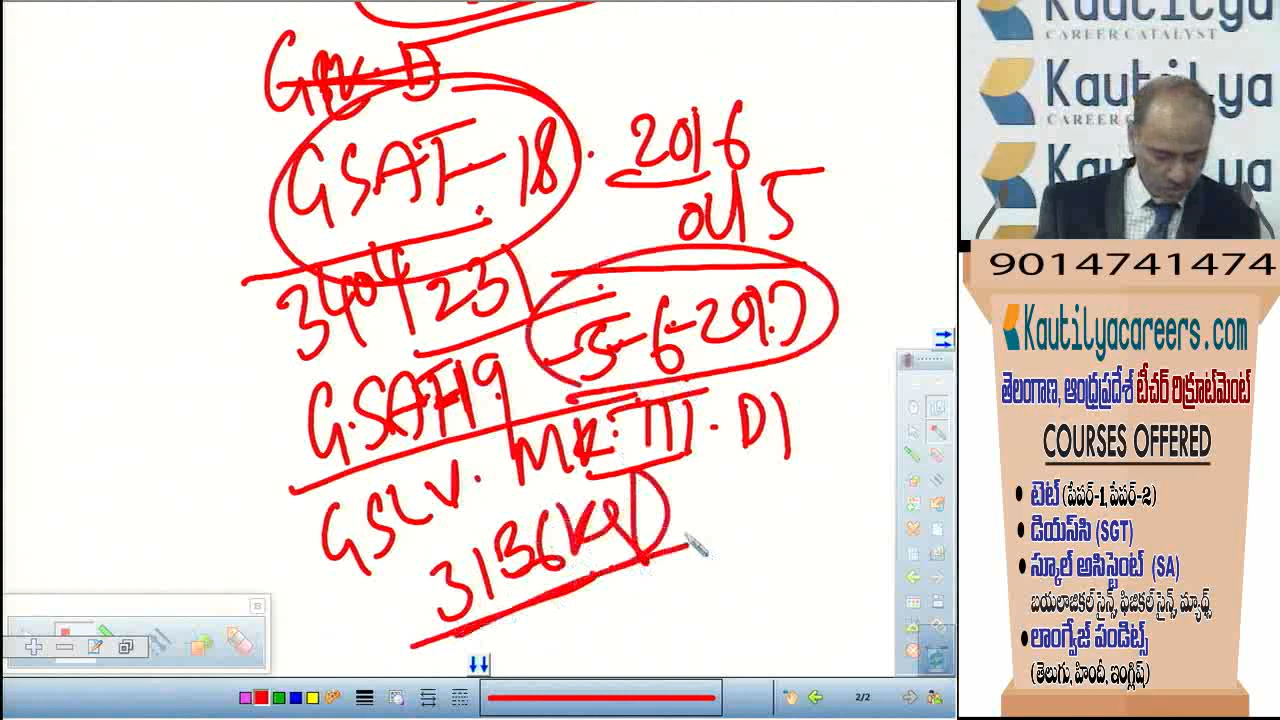 GSAT-18.
2016
Oct 5
3404
23
5-6-2017
GSAT-19.
GSLV. MK. III. D1
3136 Kg
2/2
Kautilya
CAREER CATALYST
Kautilya
CAREER
9014741474
Kautilyacareers.com
తెలంగాణ, ఆంధ్రప్రదేశ్ టీచర్ రిక్రూట్‌మెంట్
COURSES OFFERED
• టెట్ (పేపర్-1, పేపర్-2)
• డియస్‌సి (SGT)
• స్కూల్ అసిస్టెంట్ (SA)
బయలాజికల్ సైన్స్, ఫిజికల్ సైన్స్, మ్యాథ్స్
• లాంగ్వేజ్ పండిట్స్
(తెలుగు, హిందీ, ఇంగ్లిష్)